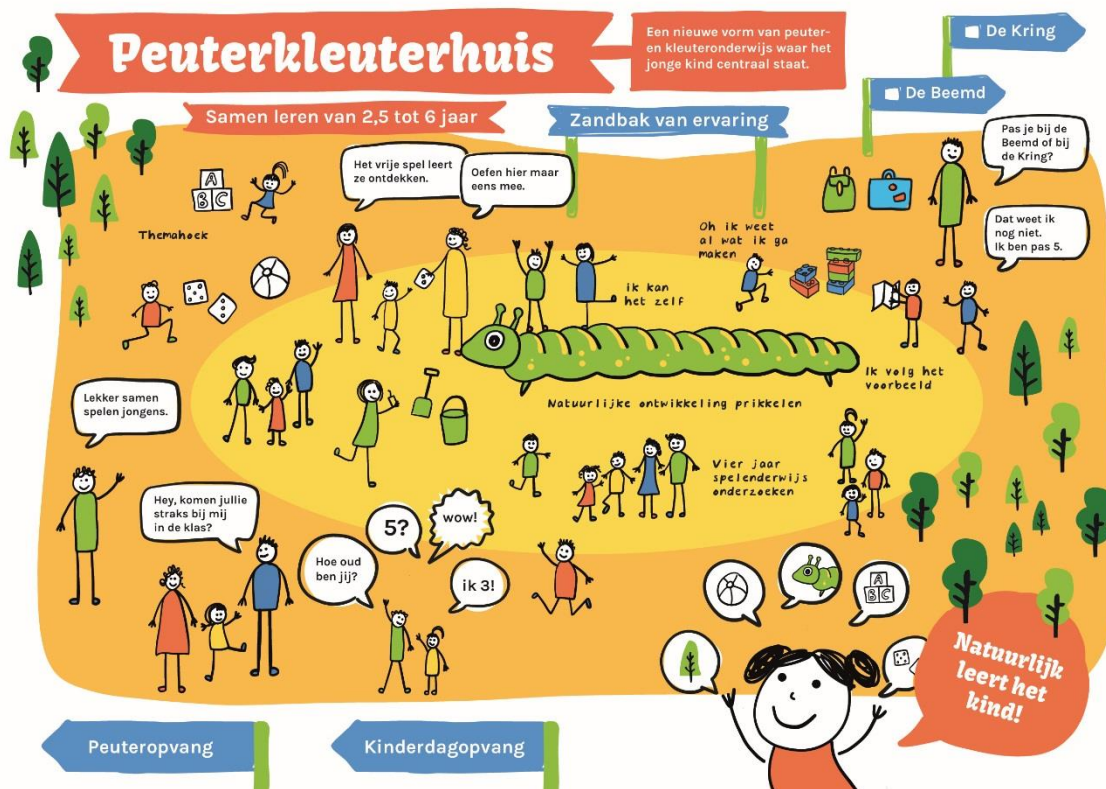 Peuterkleuterhuis
Een nieuwe vorm van peuter-
en kleuteronderwijs waar het
jonge kind centraal staat.
De Kring
De Beemd
Samen leren van 2,5 tot 6 jaar
Zandbak van ervaring
Pas je bij de
Beemd of bij
de Kring?
Dat weet ik
nog niet.
Ik ben pas 5.
A
B C
Het vrije spel leert
ze ontdekken.
Oefen hier maar
eens mee.
Themahoek
Oh ik weet
al wat ik ga
maken
ik kan
het zelf
Ik volg het
voorbeeld
Natuurlijke ontwikkeling prikkelen
Lekker samen
spelen jongens.
Vier jaar
spelenderwijs
onderzoeken
Hey, komen jullie
straks bij mij
in de klas?
5?
wow!
Hoe oud
ben jij?
ik 3!
A
B C
Natuurlijk
leert het
kind!
Peuteropvang
Kinderdagopvang